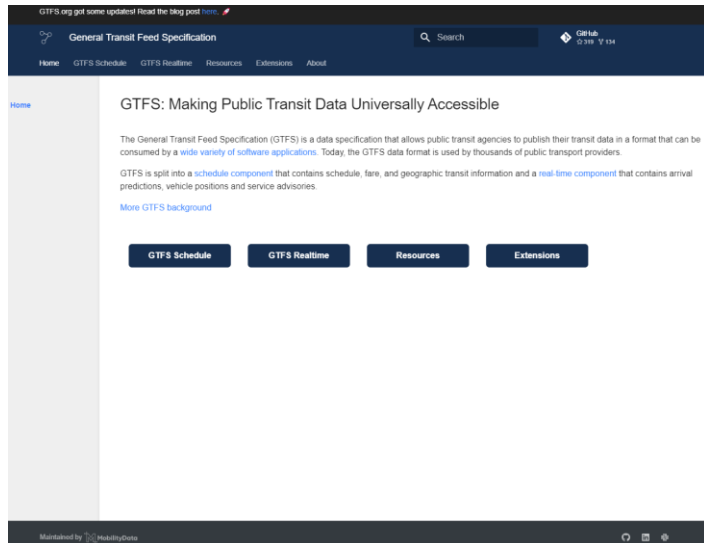 GTFS.org got some updates! Read the blog post here. 🚀
General Transit Feed Specification
Search
GitHub
319 134
Home GTFS Schedule GTFS Realtime Resources Extensions About
Home
GTFS: Making Public Transit Data Universally Accessible
The General Transit Feed Specification (GTFS) is a data specification that allows public transit agencies to publish their transit data in a format that can be
consumed by a wide variety of software applications. Today, the GTFS data format is used by thousands of public transport providers.
GTFS is split into a schedule component that contains schedule, fare, and geographic transit information and a real-time component that contains arrival
predictions, vehicle positions and service advisories.
More GTFS background
GTFS Schedule GTFS Realtime Resources Extensions
Maintained by MobilityData